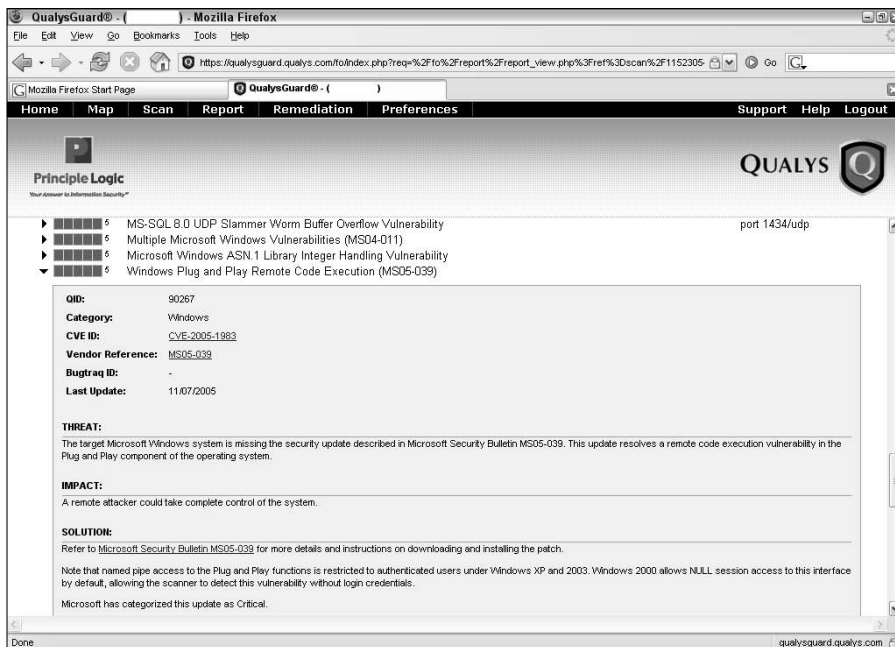 QualysGuard® - ( ) - Mozilla Firefox
File Edit View Go Bookmarks Tools Help
https://qualysguard.qualys.com/fo/index.php?req=%2Ffo%2Freport%2Freport_view.php%3Fref%3Dscan%2F1152305 Go G
G Mozilla Firefox Start Page Q QualysGuard® - ( )
Home Map Scan Report Remediation Preferences Support Help Logout
P
Principle Logic
Your Answer to Information Security℠
QUALYS Q
5 MS-SQL 8.0 UDP Slammer Worm Buffer Overflow Vulnerability port 1434/udp
5 Multiple Microsoft Windows Vulnerabilities (MS04-011)
5 Microsoft Windows ASN.1 Library Integer Handling Vulnerability
5 Windows Plug and Play Remote Code Execution (MS05-039)
QID: 90267
Category: Windows
CVE ID: CVE-2005-1983
Vendor Reference: MS05-039
Bugtraq ID: -
Last Update: 11/07/2005
THREAT:
The target Microsoft Windows system is missing the security update described in Microsoft Security Bulletin MS05-039. This update resolves a remote code execution vulnerability in the
Plug and Play component of the operating system.
IMPACT:
A remote attacker could take complete control of the system.
SOLUTION:
Refer to Microsoft Security Bulletin MS05-039 for more details and instructions on downloading and installing the patch.
Note that named pipe access to the Plug and Play functions is restricted to authenticated users under Windows XP and 2003. Windows 2000 allows NULL session access to this interface
by default, allowing the scanner to detect this vulnerability without login credentials.
Microsoft has categorized this update as Critical.
Done qualysguard.qualys.com